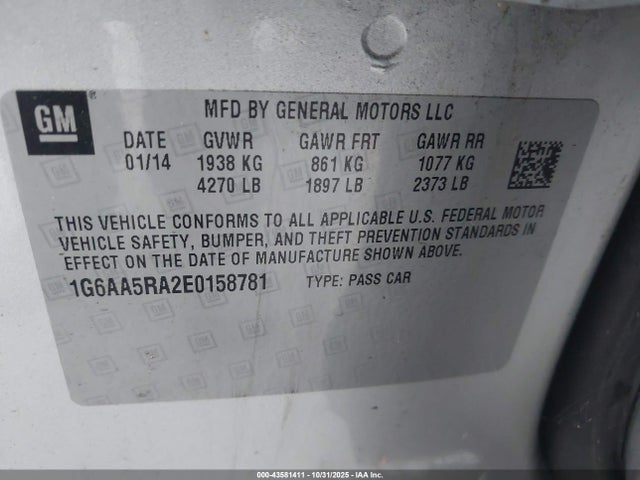 GM ®
MFD BY GENERAL MOTORS LLC
DATE GVWR GAWR FRT GAWR RR
01/14 1938 KG 861 KG 1077 KG
4270 LB 1897 LB 2373 LB
THIS VEHICLE CONFORMS TO ALL APPLICABLE U.S. FEDERAL MOTOR
VEHICLE SAFETY, BUMPER, AND THEFT PREVENTION STANDARDS IN
EFFECT ON THE DATE OF MANUFACTURE SHOWN ABOVE.
1G6AA5RA2E0158781 TYPE: PASS CAR
000-43581411 - 10/31/2025 - IAAI, Inc.